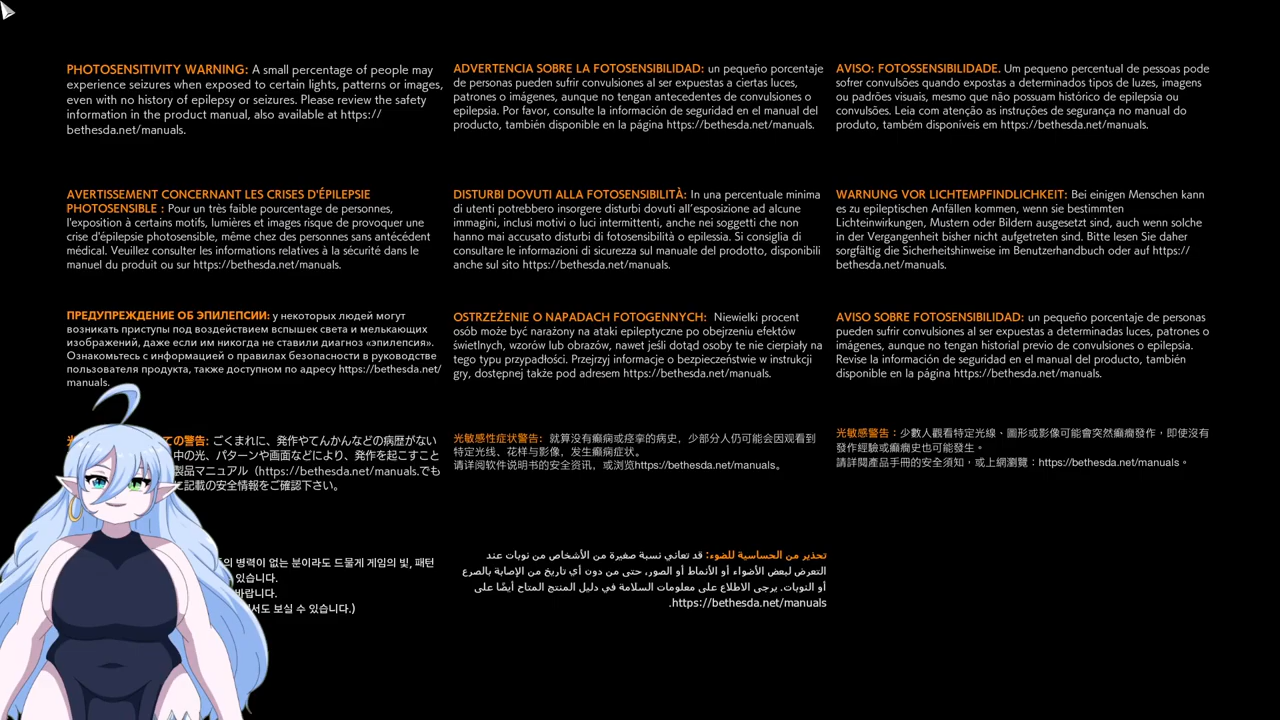 PHOTOSENSITIVITY WARNING: A small percentage of people may
experience seizures when exposed to certain lights, patterns or images,
even with no history of epilepsy or seizures. Please review the safety
information in the product manual, also available at https://
bethesda.net/manuals.
ADVERTENCIA SOBRE LA FOTOSENSIBILIDAD: un pequeño porcentaje
de personas pueden sufrir convulsiones al ser expuestas a ciertas luces,
patrones o imágenes, aunque no tengan antecedentes de convulsiones o
epilepsia. Por favor, consulte la información de seguridad en el manual del
producto, también disponible en la página https://bethesda.net/manuals.
AVISO: FOTOSSENSIBILIDADE. Um pequeno percentual de pessoas pode
sofrer convulsões quando expostas a determinados tipos de luzes, imagens
ou padrões visuais, mesmo que não possuam histórico de epilepsia ou
convulsões. Leia com atenção as instruções de segurança no manual do
produto, também disponíveis em https://bethesda.net/manuals.
AVERTISSEMENT CONCERNANT LES CRISES D'ÉPILEPSIE
PHOTOSENSIBLE : Pour un très faible pourcentage de personnes,
l'exposition à certains motifs, lumières et images risque de provoquer une
crise d'épilepsie photosensible, même chez des personnes sans antécédent
médical. Veuillez consulter les informations relatives à la sécurité dans le
manuel du produit ou sur https://bethesda.net/manuals.
DISTURBI DOVUTI ALLA FOTOSENSIBILITÀ: In una percentuale minima
di utenti potrebbero insorgere disturbi dovuti all’esposizione ad alcune
immagini, inclusi motivi o luci intermittenti, anche nei soggetti che non
hanno mai accusato disturbi di fotosensibilità o epilessia. Si consiglia di
consultare le informazioni di sicurezza sul manuale del prodotto, disponibili
anche sul sito https://bethesda.net/manuals.
WARNUNG VOR LICHTEMPFINDLICHKEIT: Bei einigen Menschen kann
es zu epileptischen Anfällen kommen, wenn sie bestimmten
Lichteinwirkungen, Mustern oder Bildern ausgesetzt sind, auch wenn solche
in der Vergangenheit bisher nicht aufgetreten sind. Bitte lesen Sie daher
sorgfältig die Sicherheitshinweise im Benutzerhandbuch oder auf https://
bethesda.net/manuals.
ПРЕДУПРЕЖДЕНИЕ ОБ ЭПИЛЕПСИИ: у некоторых людей могут
возникать приступы под воздействием вспышек света и мелькающих
изображений, даже если им никогда не ставили диагноз «эпилепсия».
Ознакомьтесь с информацией о правилах безопасности в руководстве
пользователя продукта, также доступном по адресу https://bethesda.net/
manuals.
OSTRZEŻENIE O NAPADACH FOTOGENNYCH: Niewielki procent
osób może być narażony na ataki epileptyczne po obejrzeniu efektów
świetlnych, wzorów lub obrazów, nawet jeśli dotąd osoby te nie cierpiały na
tego typu przypadłości. Przejrzyj informacje o bezpieczeństwie w instrukcji
gry, dostępnej także pod adresem https://bethesda.net/manuals.
AVISO SOBRE FOTOSENSIBILIDAD: un pequeño porcentaje de personas
pueden sufrir convulsiones al ser expuestas a determinadas luces, patrones o
imágenes, aunque no tengan historial previo de convulsiones o epilepsia.
Revise la información de seguridad en el manual del producto, también
disponible en la página https://bethesda.net/manuals.
ての警告: ごくまれに、発作やてんかんなどの病歴がない
中の光、パターンや画面などにより、発作を起こすこと
製品マニュアル（https://bethesda.net/manuals.でも
に記載の安全情報をご確認下さい。
光敏感性症状警告：就算没有癫痫或痉挛的病史，少部分人仍可能会因观看到
特定光线、花样与影像，发生癫痫症状。
请详阅软件说明书的安全资讯，或浏览https://bethesda.net/manuals。
光敏感警告：少數人觀看特定光線、圖形或影像可能會突然癲癇發作，即使沒有
發作經驗或癲癇史也可能發生。
請詳閱產品手冊的安全須知，或上網瀏覽：https://bethesda.net/manuals。
의 병력이 없는 분이라도 드물게 게임의 빛, 패턴
있습니다.
바랍니다.
서도 보실 수 있습니다.)
تحذير من الحساسية للضوء: قد تعاني نسبة صغيرة من الأشخاص من نوبات عند
التعرض لبعض الأضواء أو الأنماط أو الصور، حتى من دون أي تاريخ من الإصابة بالصرع
أو النوبات. يرجى الاطلاع على معلومات السلامة في دليل المنتج المتاح أيضًا على
https://bethesda.net/manuals.